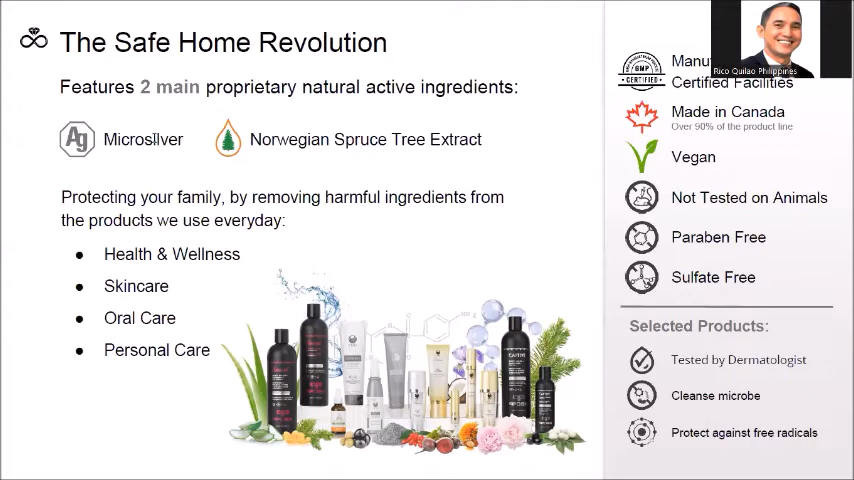 The Safe Home Revolution
Features 2 main proprietary natural active ingredients:
Ag
Microsilver
Norwegian Spruce Tree Extract
Protecting your family, by removing harmful ingredients from
the products we use everyday:
● Health & Wellness
● Skincare
● Oral Care
● Personal Care
Rico Quilao Philippines
GMP
CERTIFIED
Certified Facilities
Made in Canada
Over 90% of the product line
Vegan
Not Tested on Animals
Paraben Free
Sulfate Free
Selected Products:
Tested by Dermatologist
Cleanse microbe
Protect against free radicals